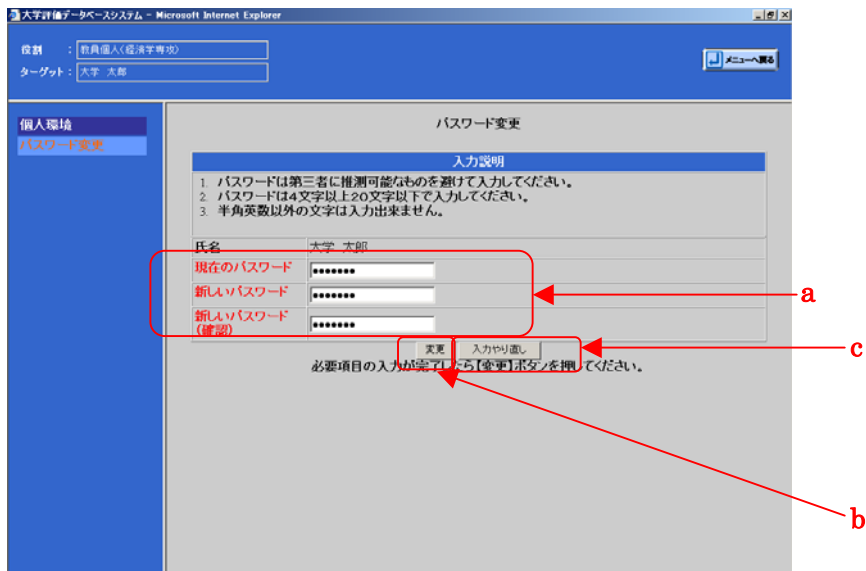 大学評価データベースシステム - Microsoft Internet Explorer
役割 : 教員個人(経済学専攻)
ターゲット : 大学 太郎
メニューへ戻る
個人環境
パスワード変更
パスワード変更
入力説明
1. パスワードは第三者に推測可能なものを避けて入力してください。
2. パスワードは4文字以上20文字以下で入力してください。
3. 半角英数以外の文字は入力出来ません。
氏名 大学 太郎
現在のパスワード •••••••
新しいパスワード •••••••
新しいパスワード
(確認) •••••••
変更 入力やり直し
必要項目の入力が完了したら【変更】ボタンを押してください。
a
c
b